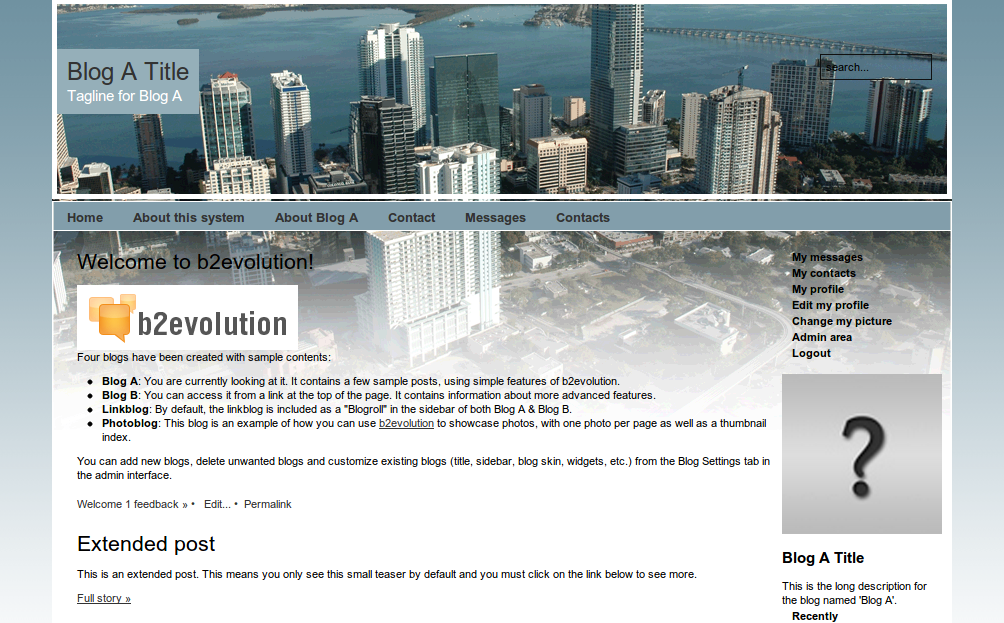 Blog A Title
Tagline for Blog A
search...
Home About this system About Blog A Contact Messages Contacts
Welcome to b2evolution!
b2evolution
Four blogs have been created with sample contents:
Blog A: You are currently looking at it. It contains a few sample posts, using simple features of b2evolution.
Blog B: You can access it from a link at the top of the page. It contains information about more advanced features.
Linkblog: By default, the linkblog is included as a "Blogroll" in the sidebar of both Blog A & Blog B.
Photoblog: This blog is an example of how you can use b2evolution to showcase photos, with one photo per page as well as a thumbnail
index.
You can add new blogs, delete unwanted blogs and customize existing blogs (title, sidebar, blog skin, widgets, etc.) from the Blog Settings tab in
the admin interface.
Welcome 1 feedback » • Edit... • Permalink
Extended post
This is an extended post. This means you only see this small teaser by default and you must click on the link below to see more.
Full story »
My messages
My contacts
My profile
Edit my profile
Change my picture
Admin area
Logout
?
Blog A Title
This is the long description for
the blog named 'Blog A'.
Recently